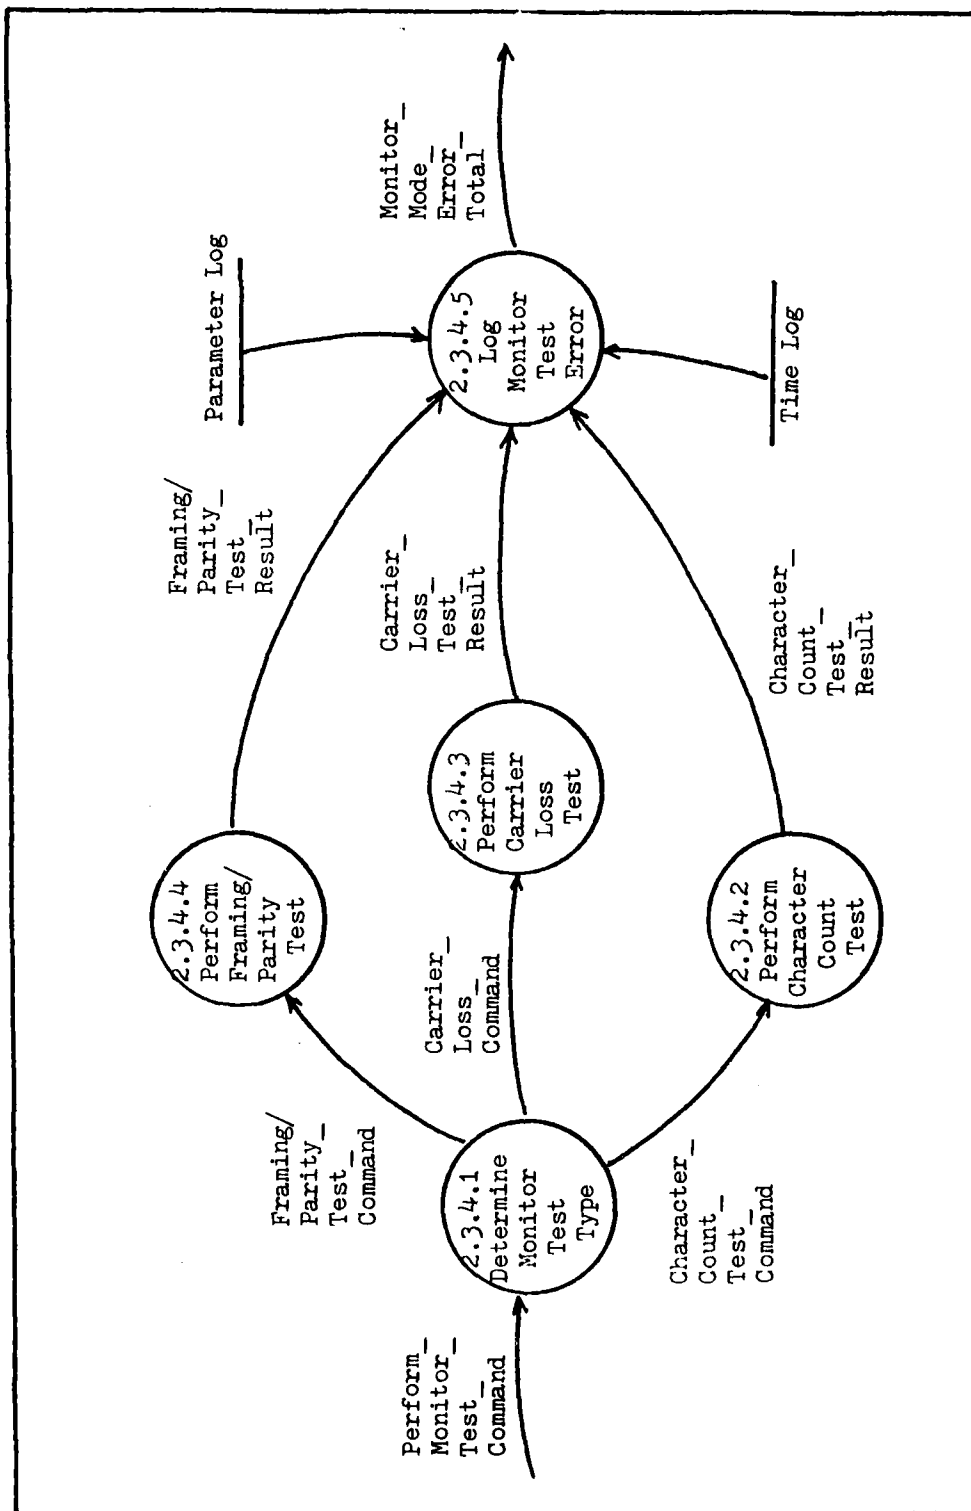 Perform_
Monitor_
Test_
Command
2.3.4.1
Determine
Monitor
Test
Type
Framing/
Parity_
Test_
Command
Carrier_
Loss_
Command
Character_
Count_
Test_
Command
2.3.4.4
Perform
Framing/
Parity
Test
2.3.4.3
Perform
Carrier
Loss
Test
2.3.4.2
Perform
Character
Count
Test
Framing/
Parity_
Test_
Result
Carrier_
Loss_
Test_
Result
Character_
Count_
Test_
Result
Parameter Log
2.3.4.5
Log
Monitor
Test
Error
Time Log
Monitor_
Mode_
Error_
Total